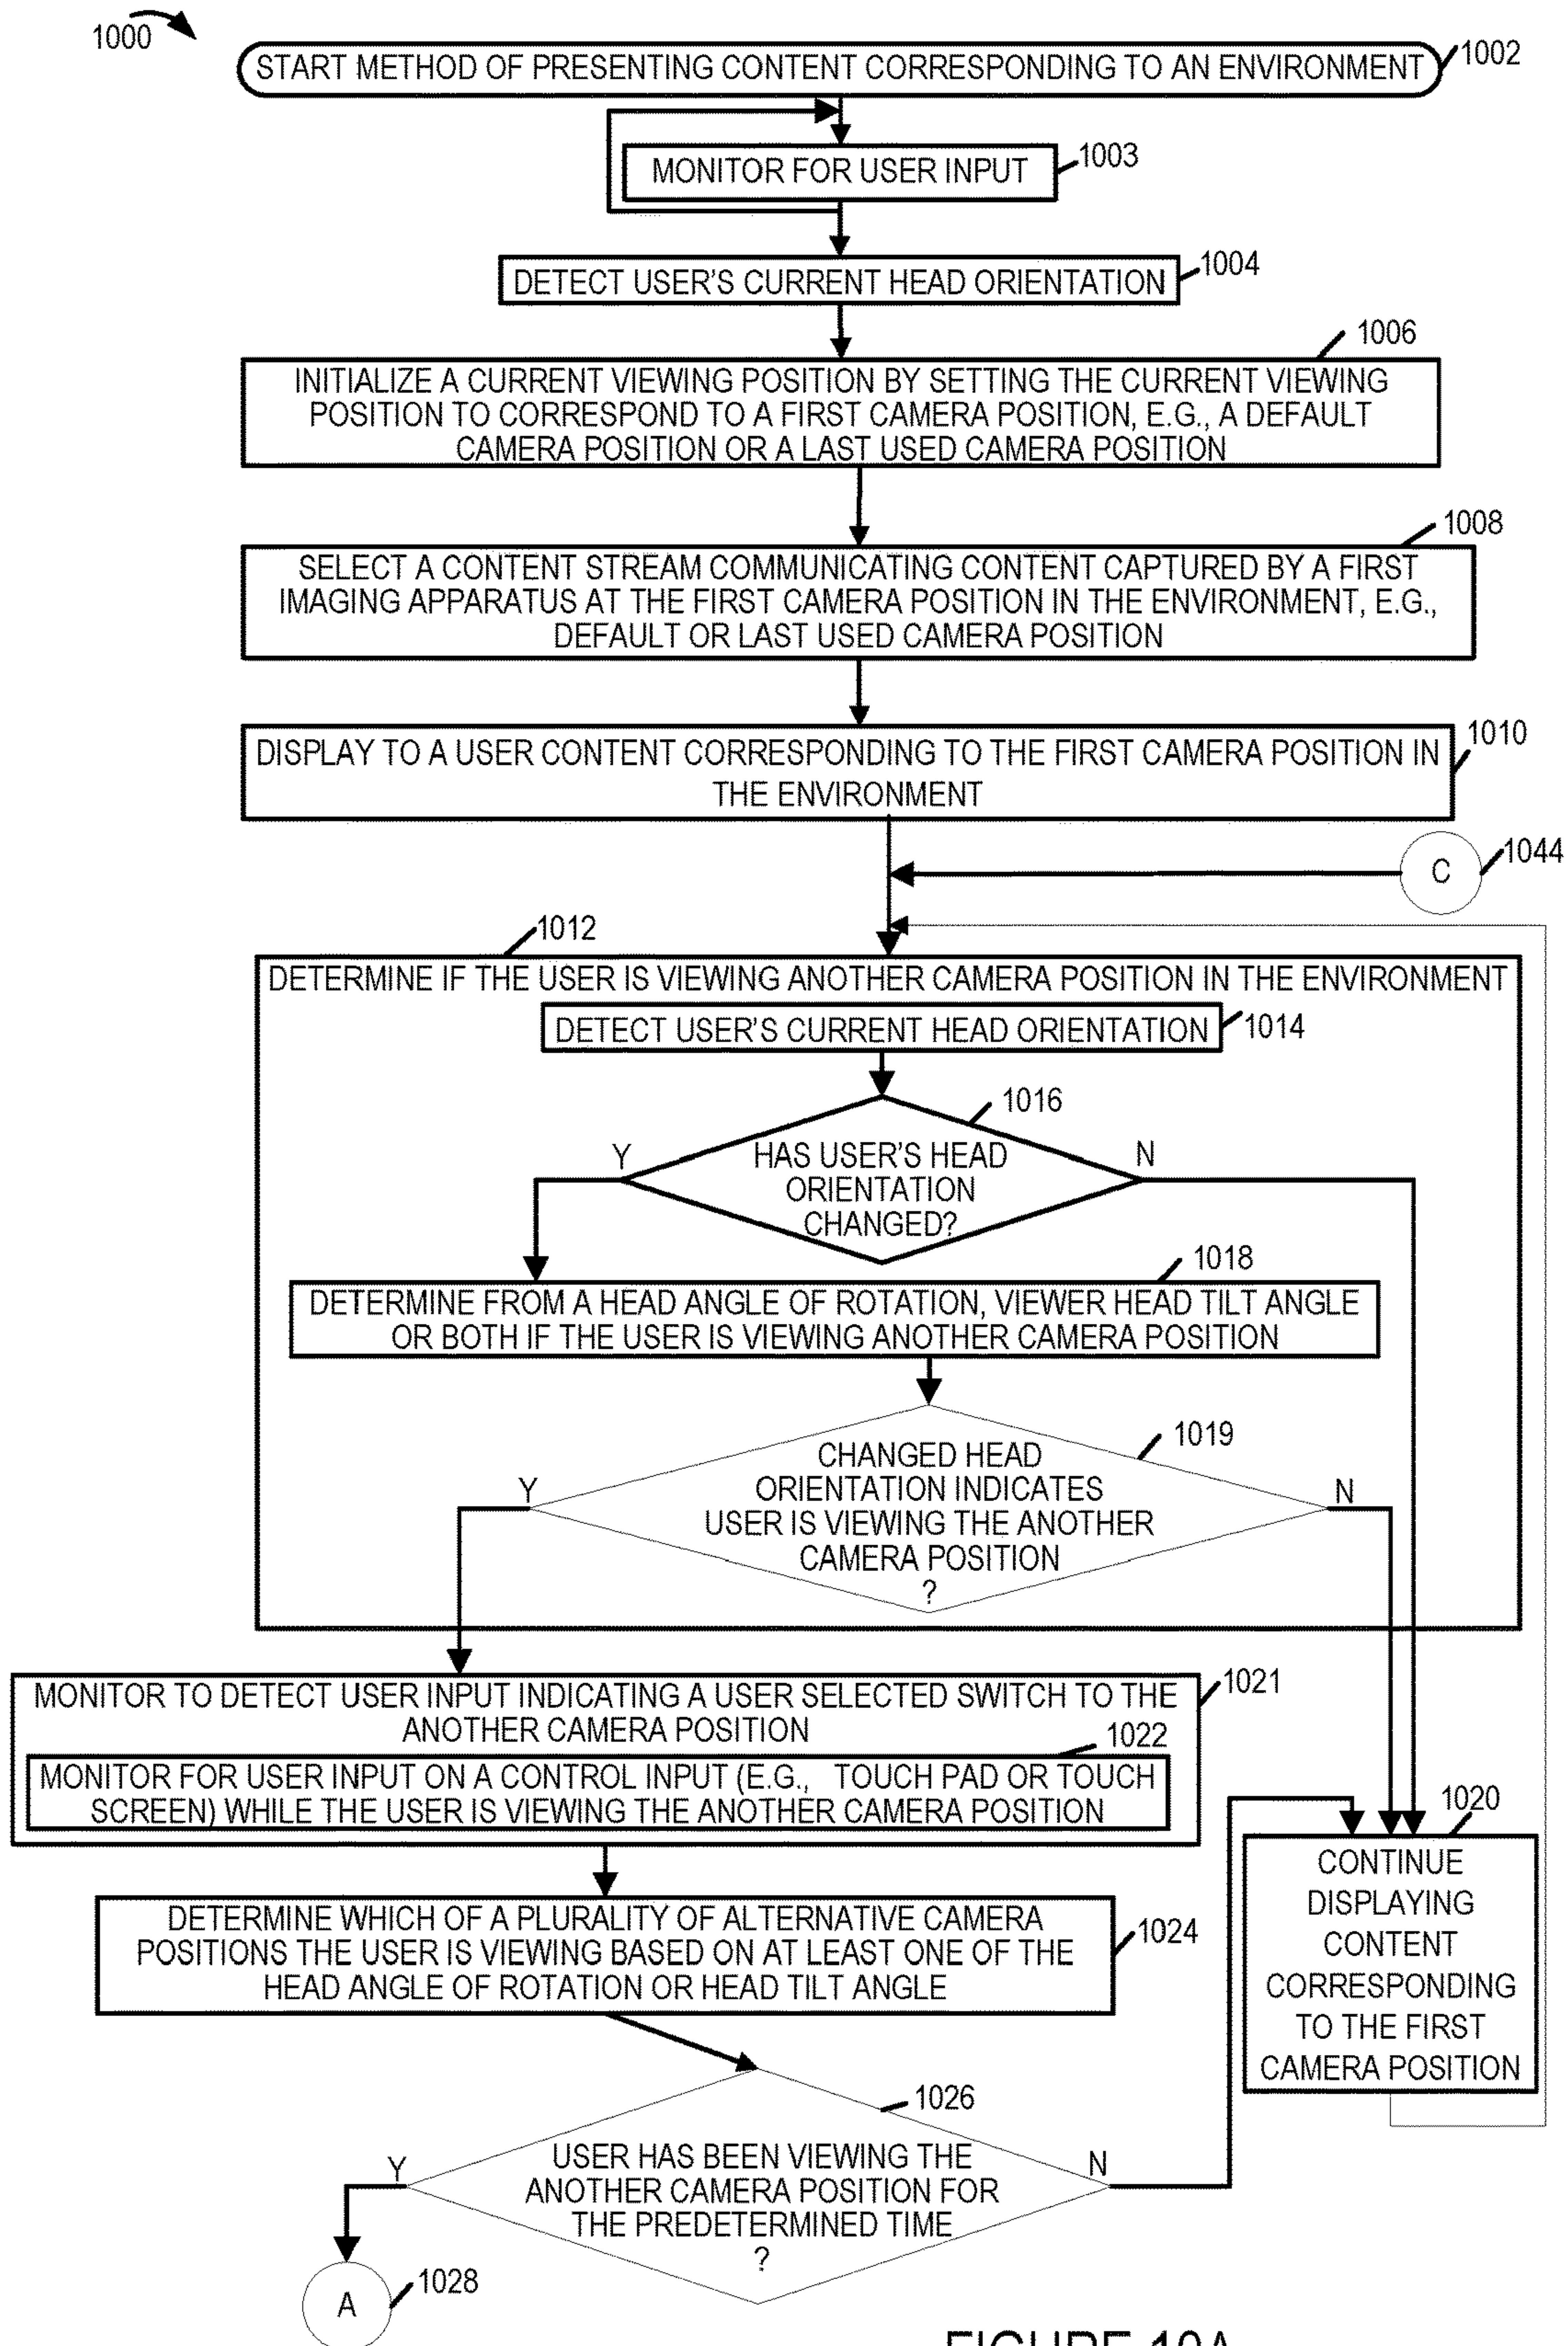 1000
START METHOD OF PRESENTING CONTENT CORRESPONDING TO AN ENVIRONMENT
1002
MONITOR FOR USER INPUT
1003
DETECT USER'S CURRENT HEAD ORIENTATION
1004
1006
INITIALIZE A CURRENT VIEWING POSITION BY SETTING THE CURRENT VIEWING
POSITION TO CORRESPOND TO A FIRST CAMERA POSITION, E.G., A DEFAULT
CAMERA POSITION OR A LAST USED CAMERA POSITION
1008
SELECT A CONTENT STREAM COMMUNICATING CONTENT CAPTURED BY A FIRST
IMAGING APPARATUS AT THE FIRST CAMERA POSITION IN THE ENVIRONMENT, E.G.,
DEFAULT OR LAST USED CAMERA POSITION
1010
DISPLAY TO A USER CONTENT CORRESPONDING TO THE FIRST CAMERA POSITION IN
THE ENVIRONMENT
C
1044
1012
DETERMINE IF THE USER IS VIEWING ANOTHER CAMERA POSITION IN THE ENVIRONMENT
DETECT USER'S CURRENT HEAD ORIENTATION
1014
1016
Y
HAS USER'S HEAD
ORIENTATION
CHANGED?
N
1018
DETERMINE FROM A HEAD ANGLE OF ROTATION, VIEWER HEAD TILT ANGLE
OR BOTH IF THE USER IS VIEWING ANOTHER CAMERA POSITION
1019
Y
CHANGED HEAD
ORIENTATION INDICATES
USER IS VIEWING THE ANOTHER
CAMERA POSITION
?
N
1021
MONITOR TO DETECT USER INPUT INDICATING A USER SELECTED SWITCH TO THE
ANOTHER CAMERA POSITION
1022
MONITOR FOR USER INPUT ON A CONTROL INPUT (E.G., TOUCH PAD OR TOUCH
SCREEN) WHILE THE USER IS VIEWING THE ANOTHER CAMERA POSITION
1020
CONTINUE
DISPLAYING
CONTENT
CORRESPONDING
TO THE FIRST
CAMERA POSITION
DETERMINE WHICH OF A PLURALITY OF ALTERNATIVE CAMERA
POSITIONS THE USER IS VIEWING BASED ON AT LEAST ONE OF THE
HEAD ANGLE OF ROTATION OR HEAD TILT ANGLE
1024
1026
Y
USER HAS BEEN VIEWING THE
ANOTHER CAMERA POSITION FOR
THE PREDETERMINED TIME
?
N
A
1028
FIGURE 10A